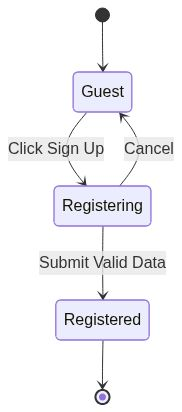 Guest
Click Sign Up
Cancel
Registering
Submit Valid Data
Registered